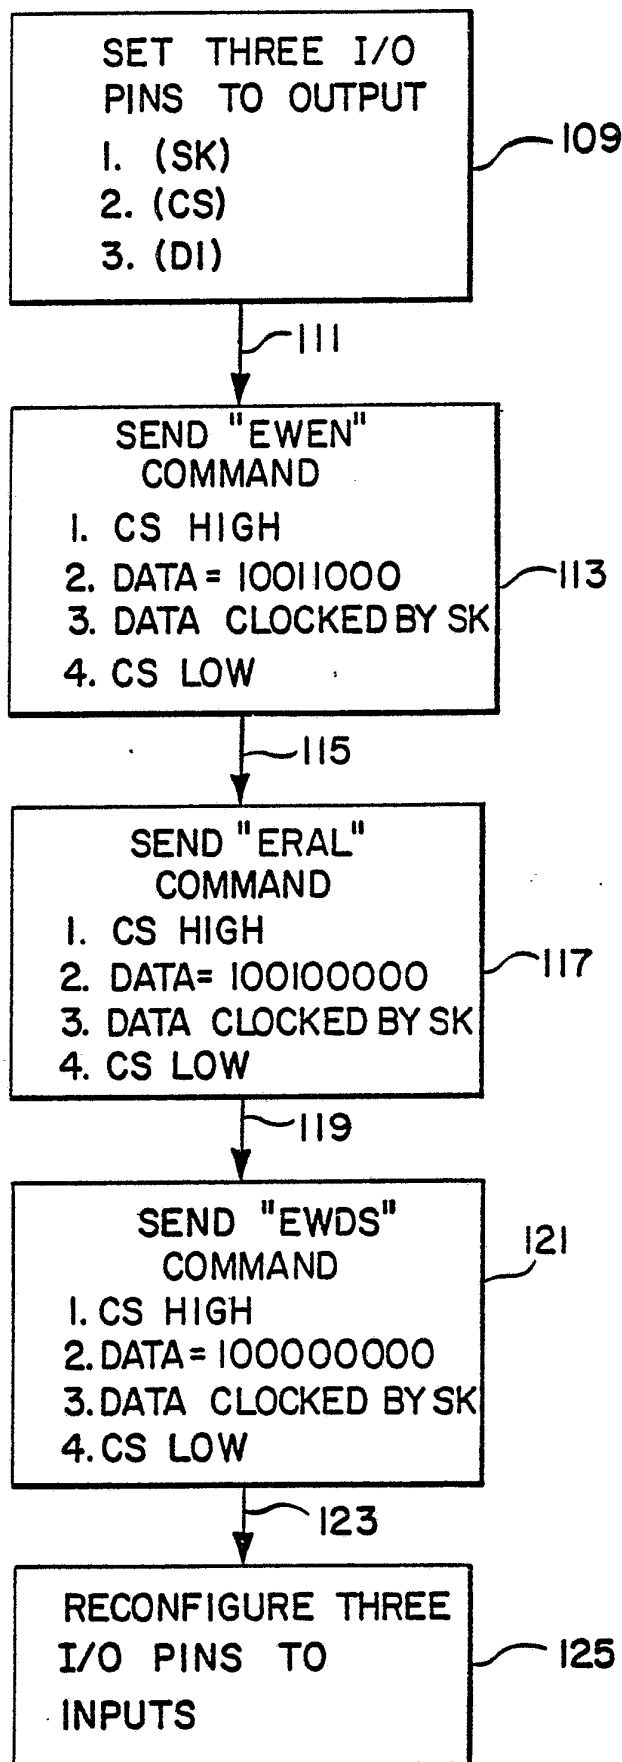 SET THREE I/O
PINS TO OUTPUT
1. (SK)
2. (CS)
3. (DI)
109
111
SEND "EWEN"
COMMAND
1. CS HIGH
2. DATA = 10011000
3. DATA CLOCKED BY SK
4. CS LOW
113
115
SEND "ERAL"
COMMAND
1. CS HIGH
2. DATA= 100100000
3. DATA CLOCKED BY SK
4. CS LOW
117
119
SEND "EWDS"
COMMAND
1. CS HIGH
2. DATA = 100000000
3. DATA CLOCKED BY SK
4. CS LOW
121
123
RECONFIGURE THREE
I/O PINS TO
INPUTS
125